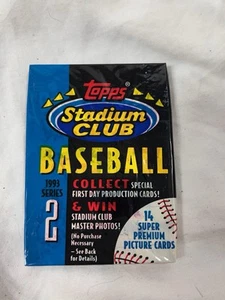 Topps
Stadium
CLUB
BASEBALL
1993
SERIES
2
COLLECT SPECIAL
FIRST DAY PRODUCTION CARDS!
& WIN
STADIUM CLUB
MASTER PHOTOS!
(No Purchase
Necessary
– See Back
for Details)
14
SUPER
PREMIUM
PICTURE CARDS